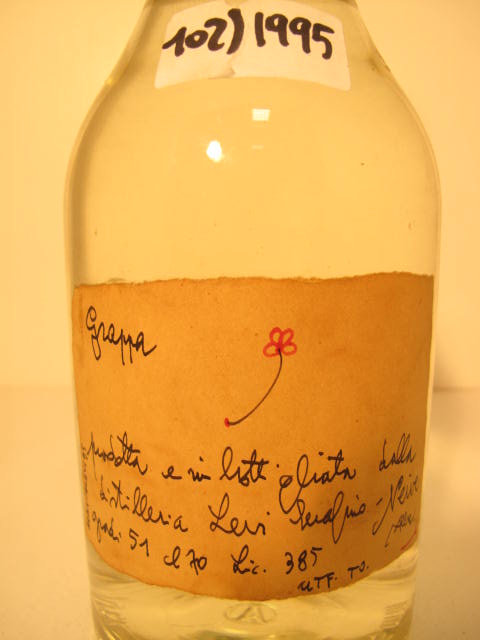 102) 1995
Grappa
prodotta e imbottigliata dalla
distilleria Levi Serafino - Neive
gradi 51 cl 70 Lic. 385
UTF. TO.